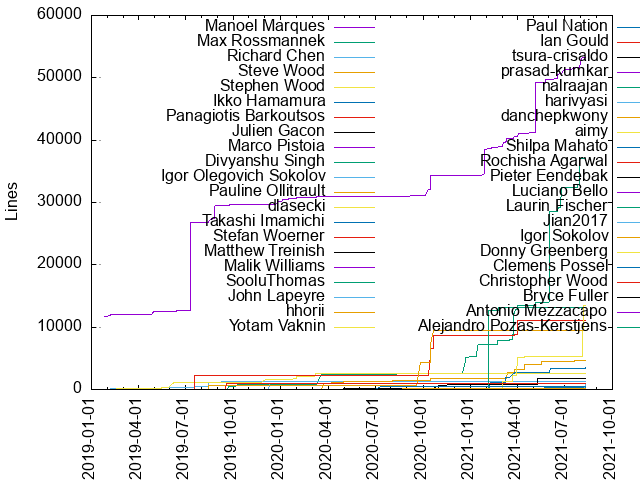 Lines
60000
50000
40000
30000
20000
10000
0
2019-01-01
2019-04-01
2019-07-01
2019-10-01
2020-01-01
2020-04-01
2020-07-01
2020-10-01
2021-01-01
2021-04-01
2021-07-01
2021-10-01
Manoel Marques
Max Rossmannek
Richard Chen
Steve Wood
Stephen Wood
Ikko Hamamura
Panagiotis Barkoutsos
Julien Gacon
Marco Pistoia
Divyanshu Singh
Igor Olegovich Sokolov
Pauline Ollitrault
dlasecki
Takashi Imamichi
Stefan Woerner
Matthew Treinish
Malik Williams
SooluThomas
John Lapeyre
hhorii
Yotam Vaknin
Paul Nation
Ian Gould
tsura-crisaldo
prasad-kumkar
nalraajan
harivyasi
danchepkwony
aimy
Shilpa Mahato
Rochisha Agarwal
Pieter Eendebak
Luciano Bello
Laurin Fischer
Jian2017
Igor Sokolov
Donny Greenberg
Clemens Possel
Christopher Wood
Bryce Fuller
Antonio Mezzacapo
Alejandro Pozas-Kerstjens